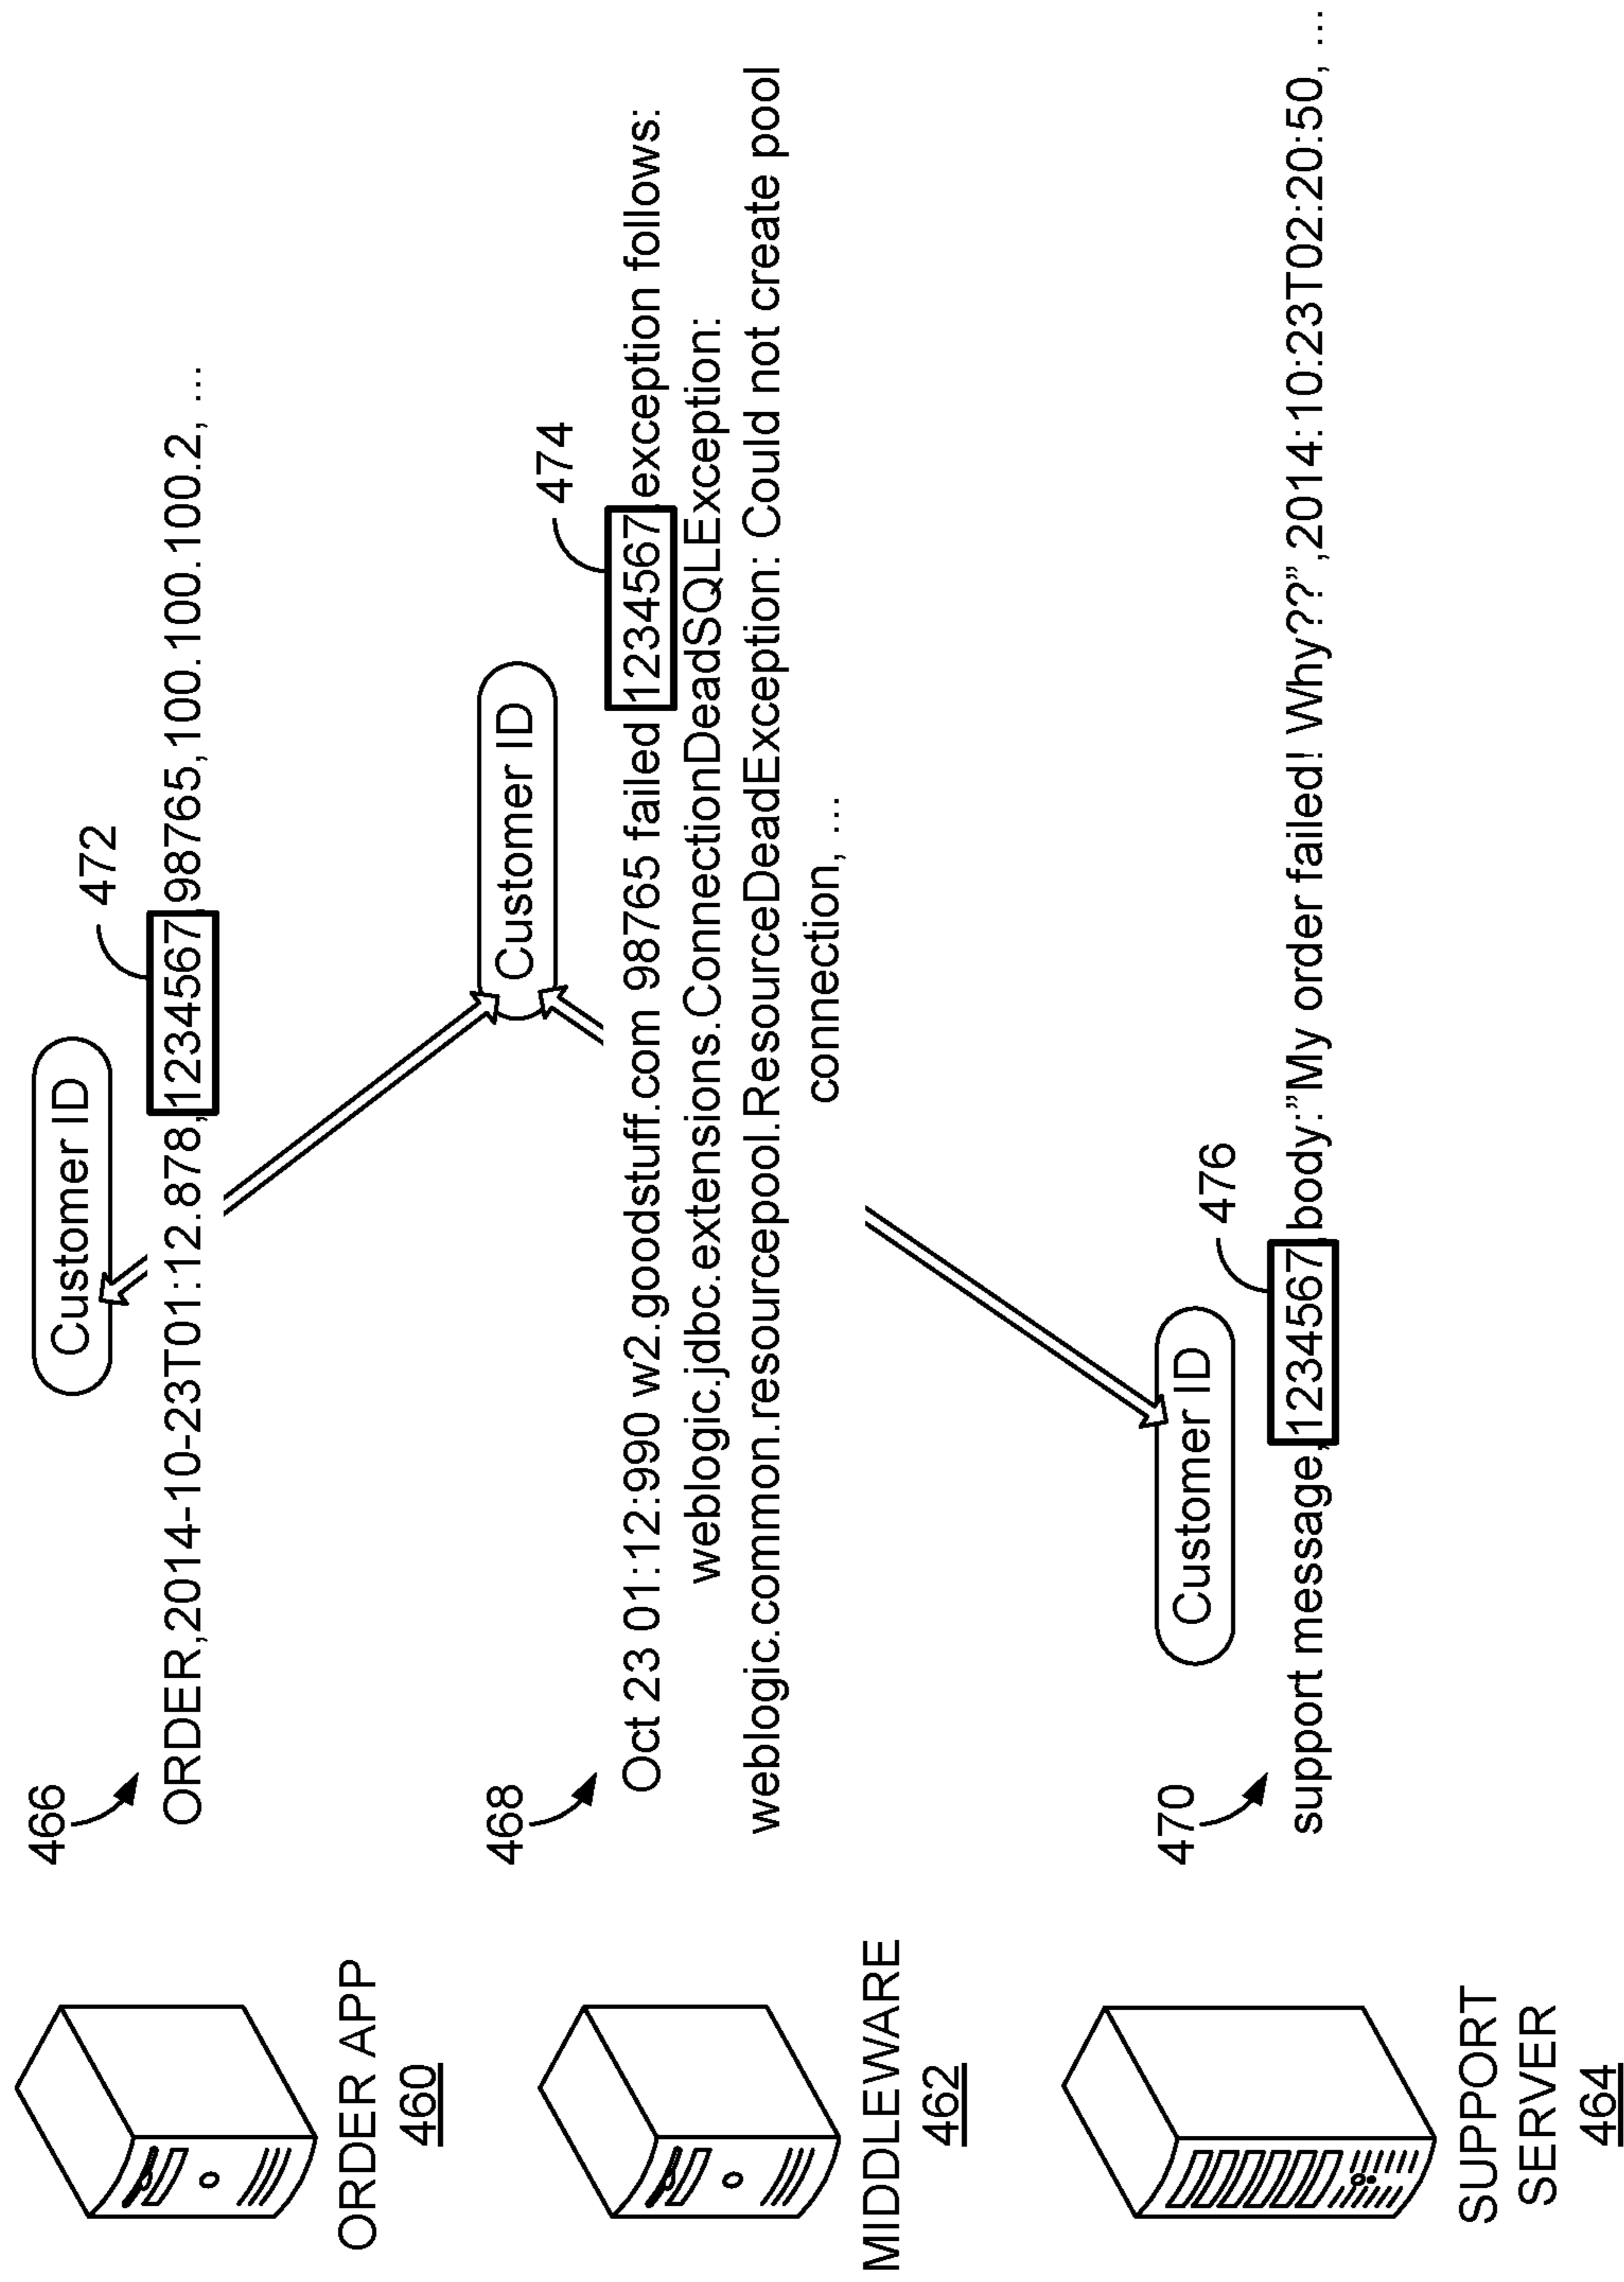 ORDER APP
460
466
Customer ID
472
ORDER,2014-10-23T01:12.878,1234567,98765,100.100.100.2, ...
MIDDLEWARE
462
468
Customer ID
474
Oct 23 01:12:990 w2.goodstuff.com 98765 failed 1234567,exception follows:
weblogic.jdbc.extensions.ConnectionDeadSQLException:
weblogic.common.resourcepool.ResourceDeadException: Could not create pool
connection, ...
SUPPORT
SERVER
464
470
Customer ID
476
support message,1234567,body:”My order failed! Why??”,2014:10:23T02:20:50, ...